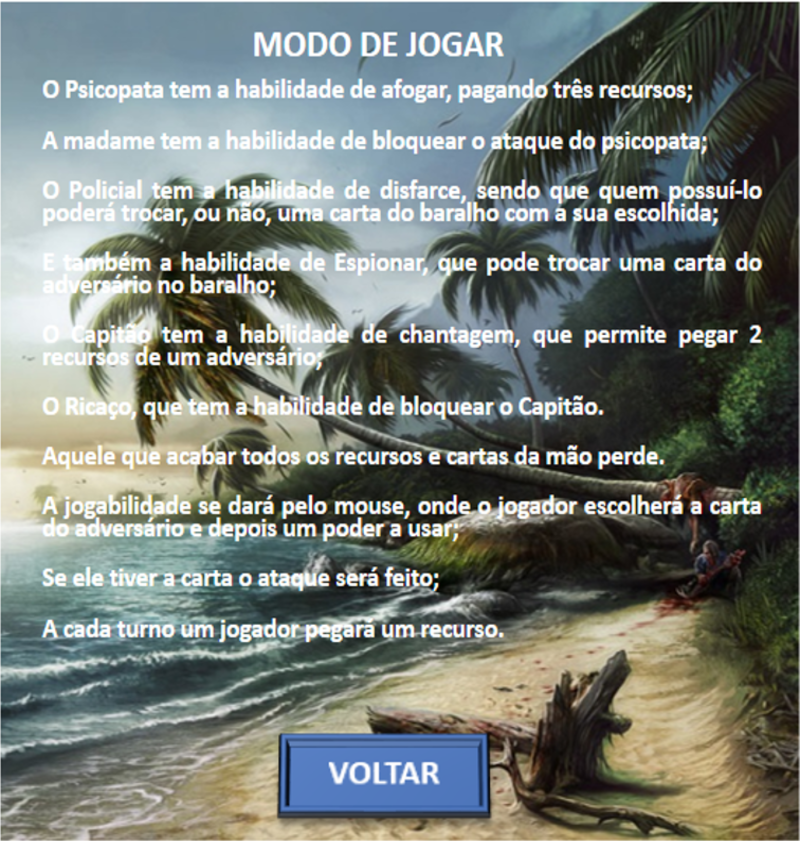 MODO DE JOGAR
O Psicopata tem a habilidade de afogar, pagando três recursos;
A madame tem a habilidade de bloquear o ataque do psicopata;
O Policial tem a habilidade de disfarce, sendo que quem possuí-lo
poderá trocar, ou não, uma carta do baralho com a sua escolhida;
E também a habilidade de Espionar, que pode trocar uma carta do
adversário no baralho;
O Capitão tem a habilidade de chantagem, que permite pegar 2
recursos de um adversário;
O Ricaço, que tem a habilidade de bloquear o Capitão.
Aquele que acabar todos os recursos e cartas da mão perde.
A jogabilidade se dará pelo mouse, onde o jogador escolherá a carta
do adversário e depois um poder a usar;
Se ele tiver a carta o ataque será feito;
A cada turno um jogador pegará um recurso.
VOLTAR